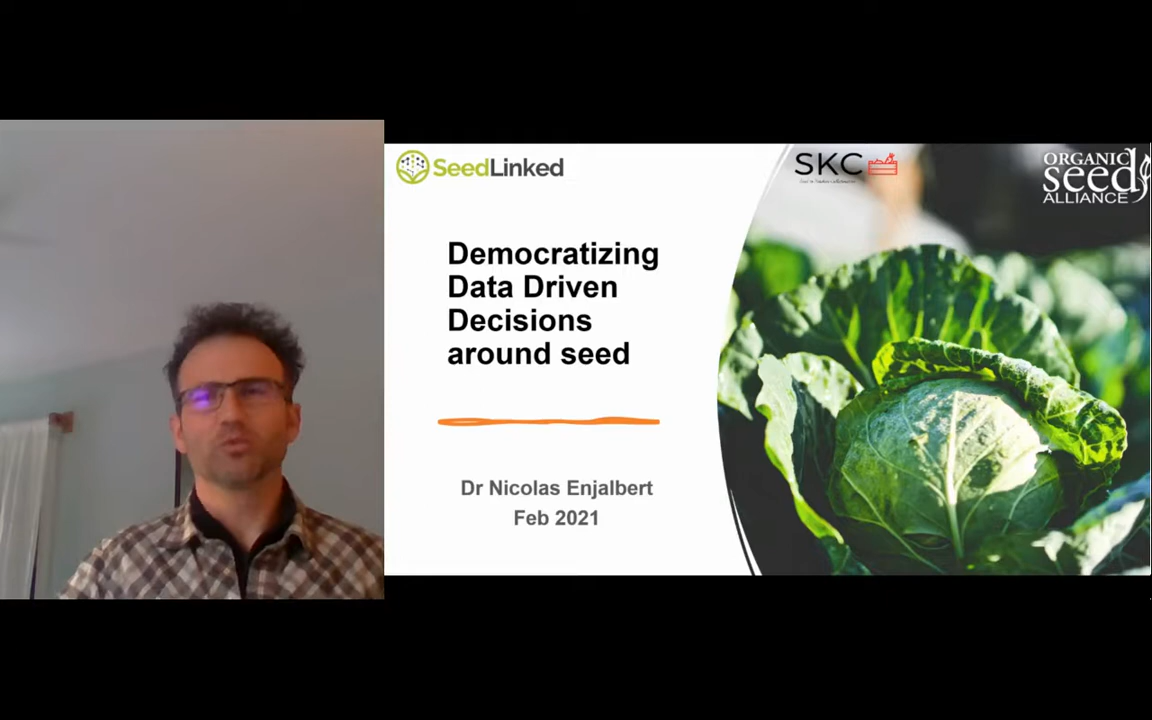 SeedLinked
SKC
ORGANIC
seed
ALLIANCE
Democratizing
Data Driven
Decisions
around seed
Dr Nicolas Enjalbert
Feb 2021